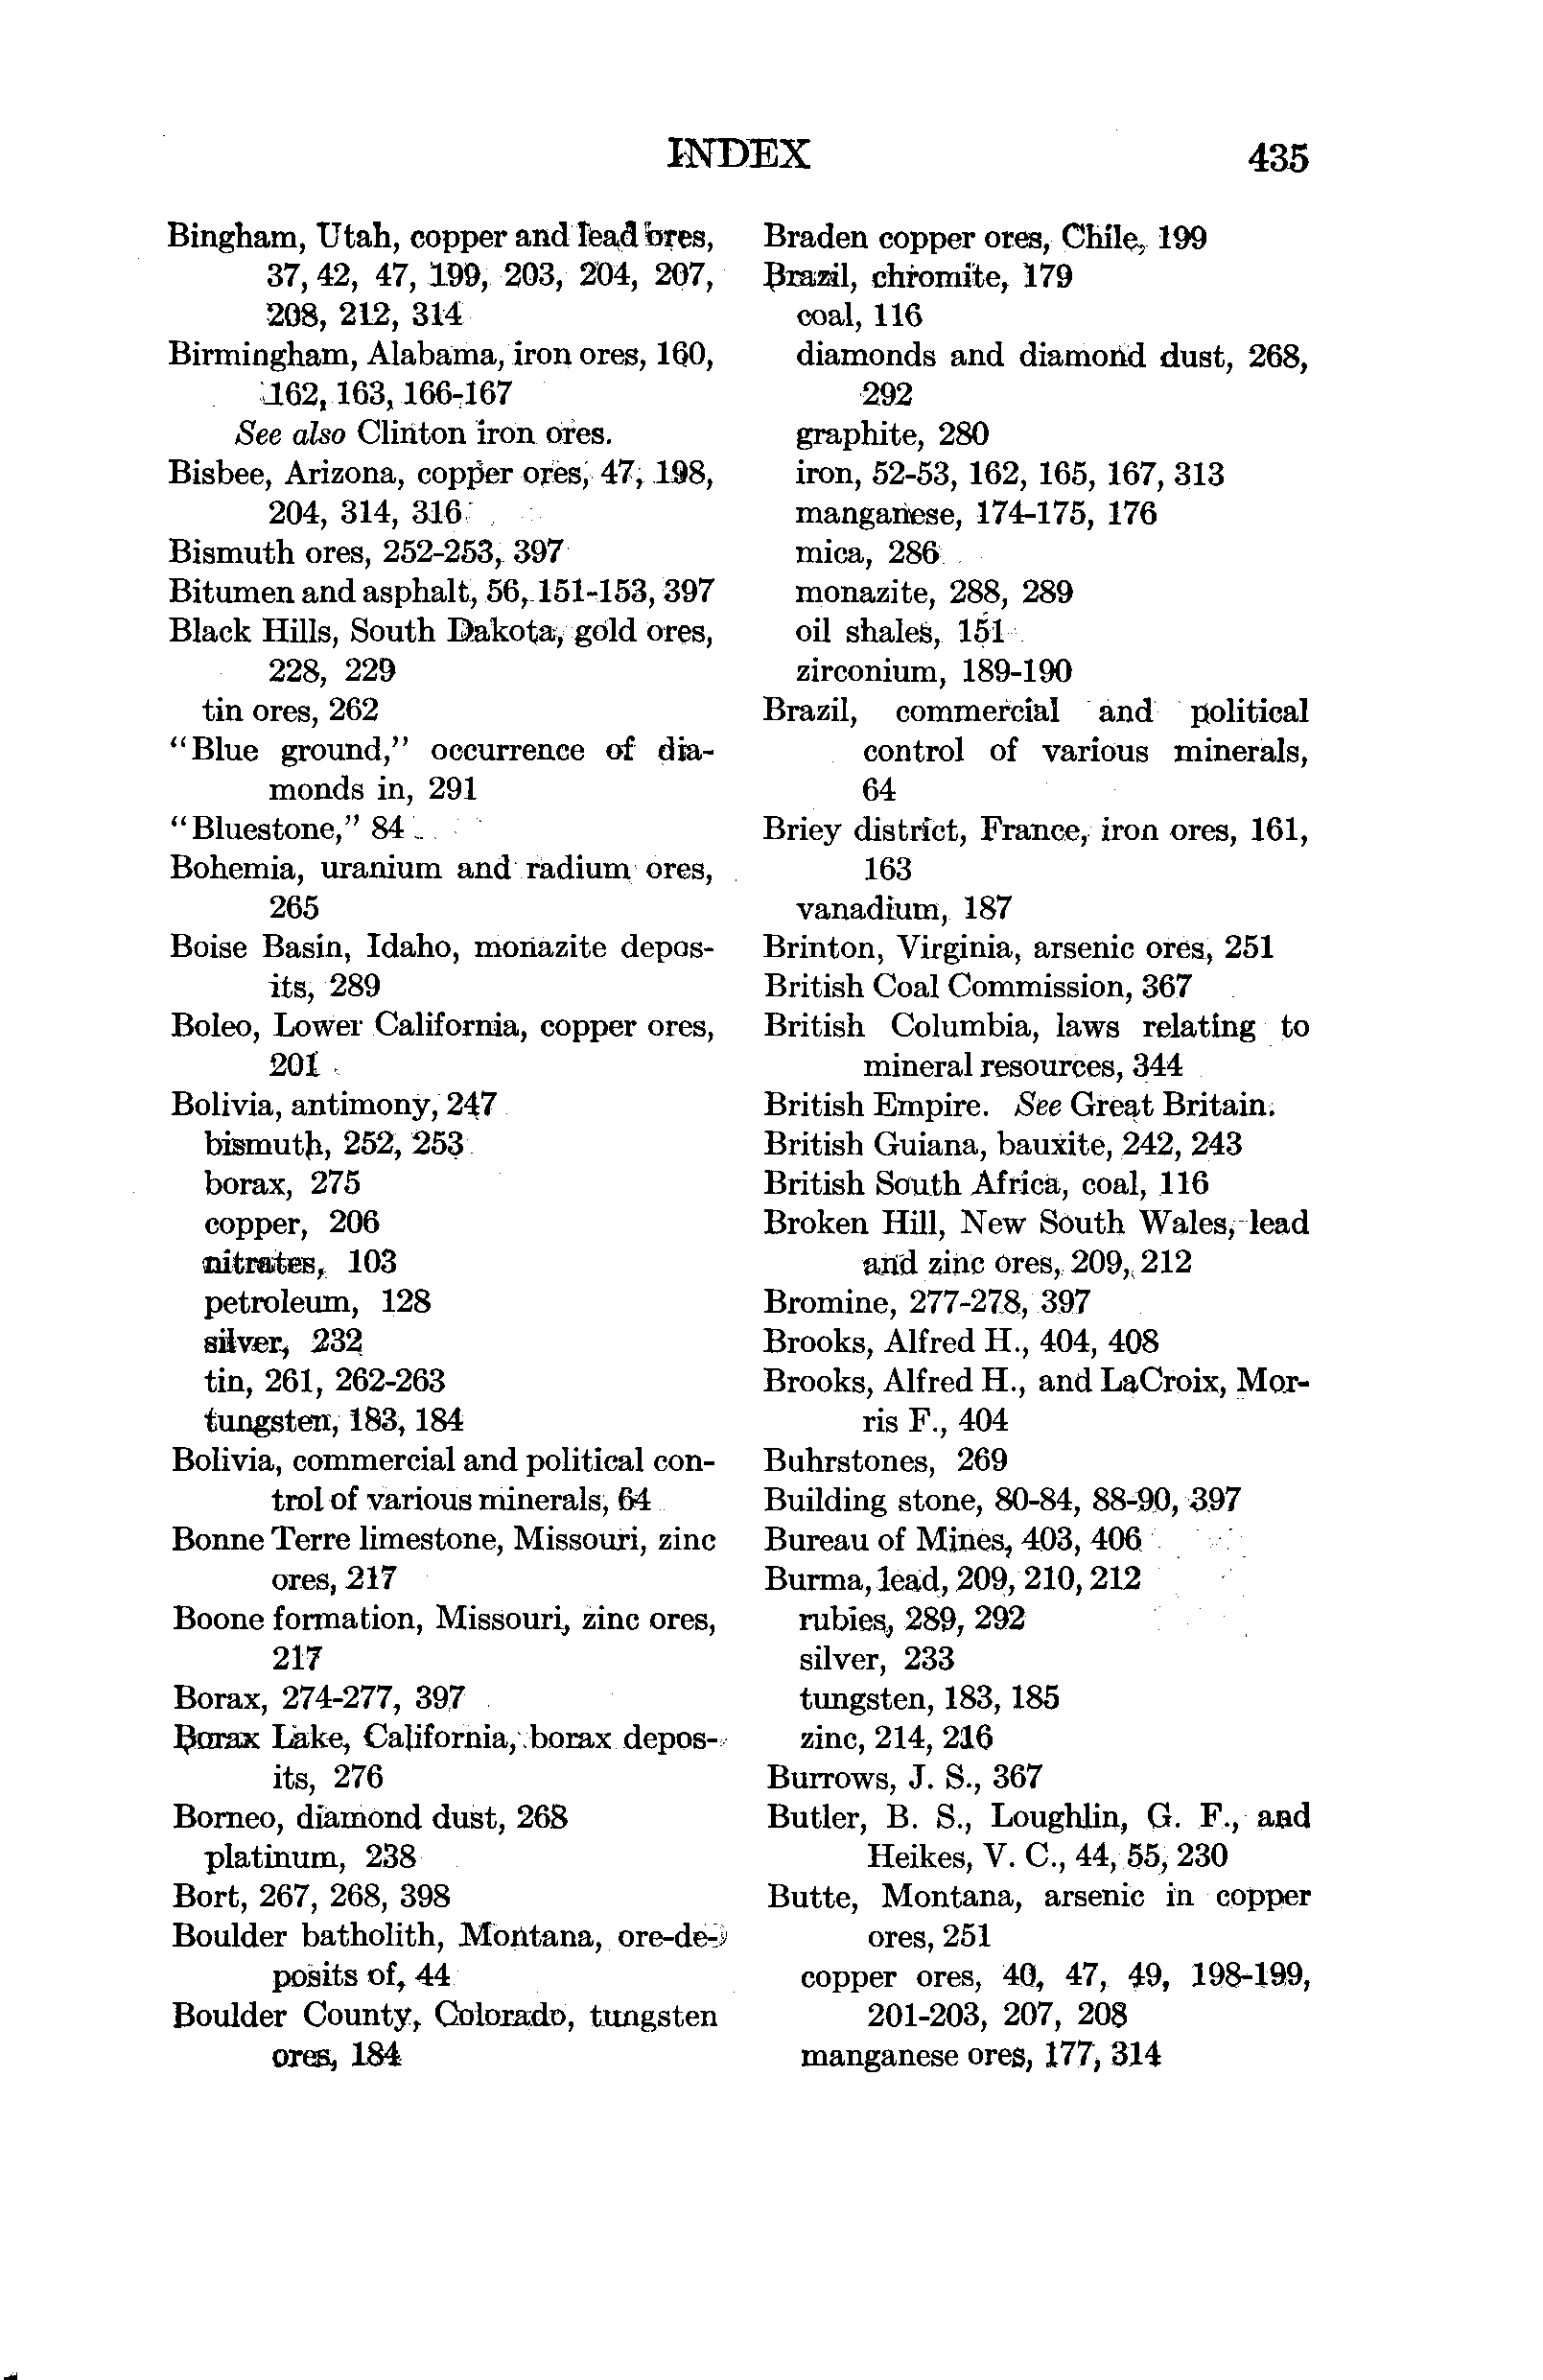 INDEX 435
Bingham, Utah, copper and lead ores,
37, 42, 47, 199, 203, 204, 207,
208, 212, 314
Birmingham, Alabama, iron ores, 160,
162, 163, 166-167
See also Clinton iron ores.
Bisbee, Arizona, copper ores, 47, 198,
204, 314, 316
Bismuth ores, 252-253, 397
Bitumen and asphalt, 56, 151-153, 397
Black Hills, South Dakota, gold ores,
228, 229
tin ores, 262
"Blue ground," occurrence of dia-
monds in, 291
"Bluestone," 84
Bohemia, uranium and radium ores,
265
Boise Basin, Idaho, monazite depos-
its, 289
Boleo, Lower California, copper ores,
201
Bolivia, antimony, 247
bismuth, 252, 253
borax, 275
copper, 206
nitrates, 103
petroleum, 128
silver, 232
tin, 261, 262-263
tungsten, 183, 184
Bolivia, commercial and political con-
trol of various minerals, 64
Bonne Terre limestone, Missouri, zinc
ores, 217
Boone formation, Missouri, zinc ores,
217
Borax, 274-277, 397
Borax Lake, California, borax depos-
its, 276
Borneo, diamond dust, 268
platinum, 238
Bort, 267, 268, 398
Boulder batholith, Montana, ore-de-
posits of, 44
Boulder County, Colorado, tungsten
ores, 184
Braden copper ores, Chile, 199
Brazil, chromite, 179
coal, 116
diamonds and diamond dust, 268,
292
graphite, 280
iron, 52-53, 162, 165, 167, 313
manganese, 174-175, 176
mica, 286
monazite, 288, 289
oil shales, 151
zirconium, 189-190
Brazil, commercial and political
control of various minerals,
64
Briey district, France, iron ores, 161,
163
vanadium, 187
Brinton, Virginia, arsenic ores, 251
British Coal Commission, 367
British Columbia, laws relating to
mineral resources, 344
British Empire. See Great Britain.
British Guiana, bauxite, 242, 243
British South Africa, coal, 116
Broken Hill, New South Wales, lead
and zinc ores, 209, 212
Bromine, 277-278, 397
Brooks, Alfred H., 404, 408
Brooks, Alfred H., and LaCroix, Mor-
ris F., 404
Buhrstones, 269
Building stone, 80-84, 88-90, 397
Bureau of Mines, 403, 406
Burma, lead, 209, 210, 212
rubies, 289, 292
silver, 233
tungsten, 183, 185
zinc, 214, 216
Burrows, J. S., 367
Butler, B. S., Loughlin, G. F., and
Heikes, V. C., 44, 55, 230
Butte, Montana, arsenic in copper
ores, 251
copper ores, 40, 47, 49, 198-199,
201-203, 207, 208
manganese ores, 177, 314